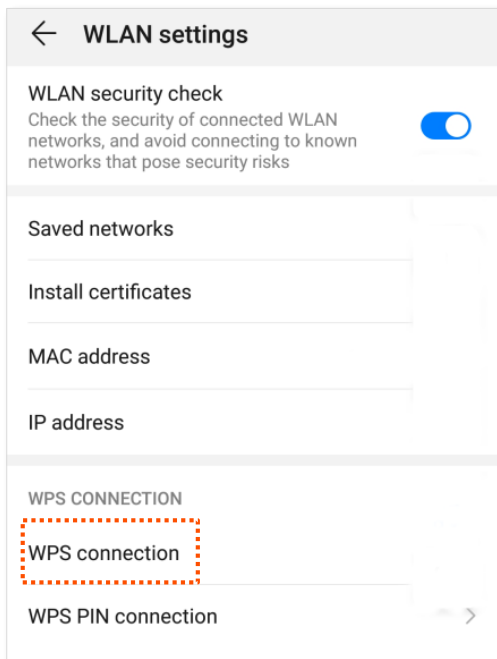 WLAN settings
WLAN security check
Check the security of connected WLAN
networks, and avoid connecting to known
networks that pose security risks
Saved networks
Install certificates
MAC address
IP address
WPS CONNECTION
WPS connection
WPS PIN connection